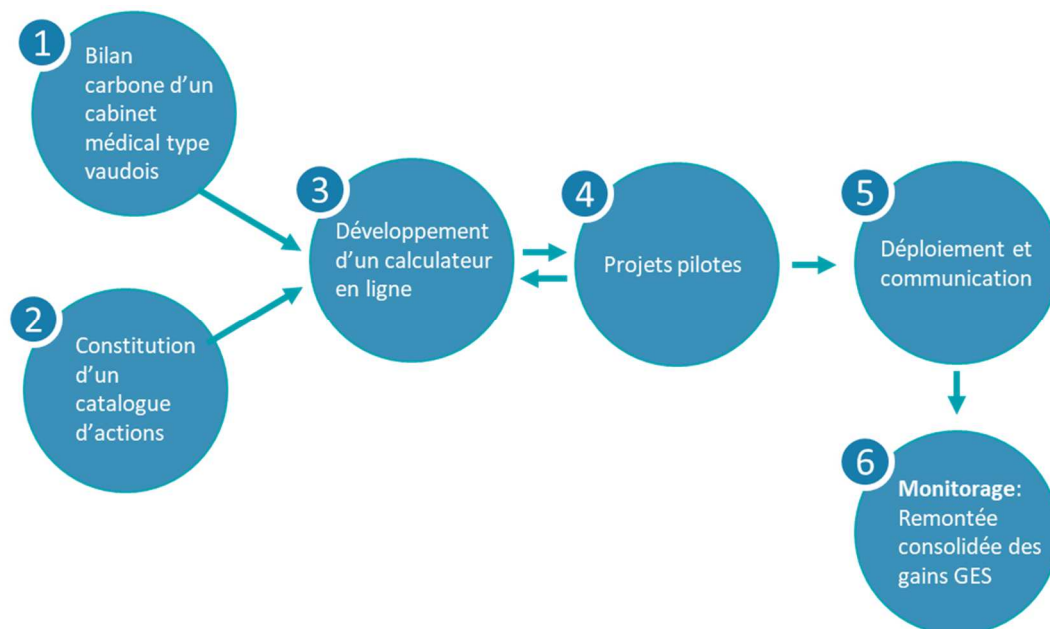 1
Bilan
carbone d'un
cabinet
médical type
vaudois
2
Constitution
d'un
catalogue
d'actions
3
Développement
d'un calculateur
en ligne
4
Projets pilotes
5
Déploiement et
communication
6
Monitorage:
Remontée
consolidée des
gains GES